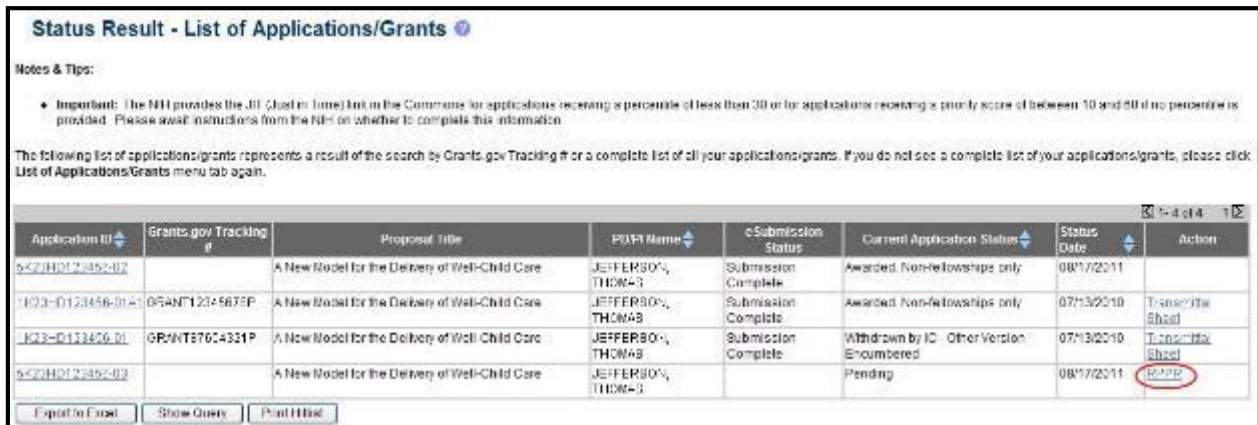 Status Result - List of Applications/Grants ?
Notes & Tips:
• Important: The NIH provides the JIT (Just in Time) link in the Commons for applications receiving a percentile of less than 30 or for applications receiving a priority score of between 10 and 60 if no percentile is
provided. Please await instructions from the NIH on whether to complete this information.
The following list of applications/grants represents a result of the search by Grants.gov Tracking # or a complete list of all your applications/grants. If you do not see a complete list of your applications/grants, please click
List of Applications/Grants menu tab again.
1-4 of 4 1
Application ID Grants.gov Tracking # Proposal Title PD/PI Name eSubmission Status Current Application Status Status Date Action
5K23HD123452-02 A New Model for the Delivery of Well-Child Care JEFFERSON, THOMAS Submission Complete Awarded. Non-fellowships only 08/17/2011
1K23HD123456-01A1 A New Model for the Delivery of Well-Child Care JEFFERSON, THOMAS Submission Complete Awarded. Non-fellowships only 07/13/2010 Transmittal Sheet
GRANT87654321P A New Model for the Delivery of Well-Child Care JEFFERSON, THOMAS Submission Complete Withdrawn by IC - Other Version Encumbered 07/13/2010 Transmittal Sheet
5K23HD123452-03 A New Model for the Delivery of Well-Child Care JEFFERSON, THOMAS Pending 08/17/2011 RPPR
Export to Excel Show Query Print Hitlist